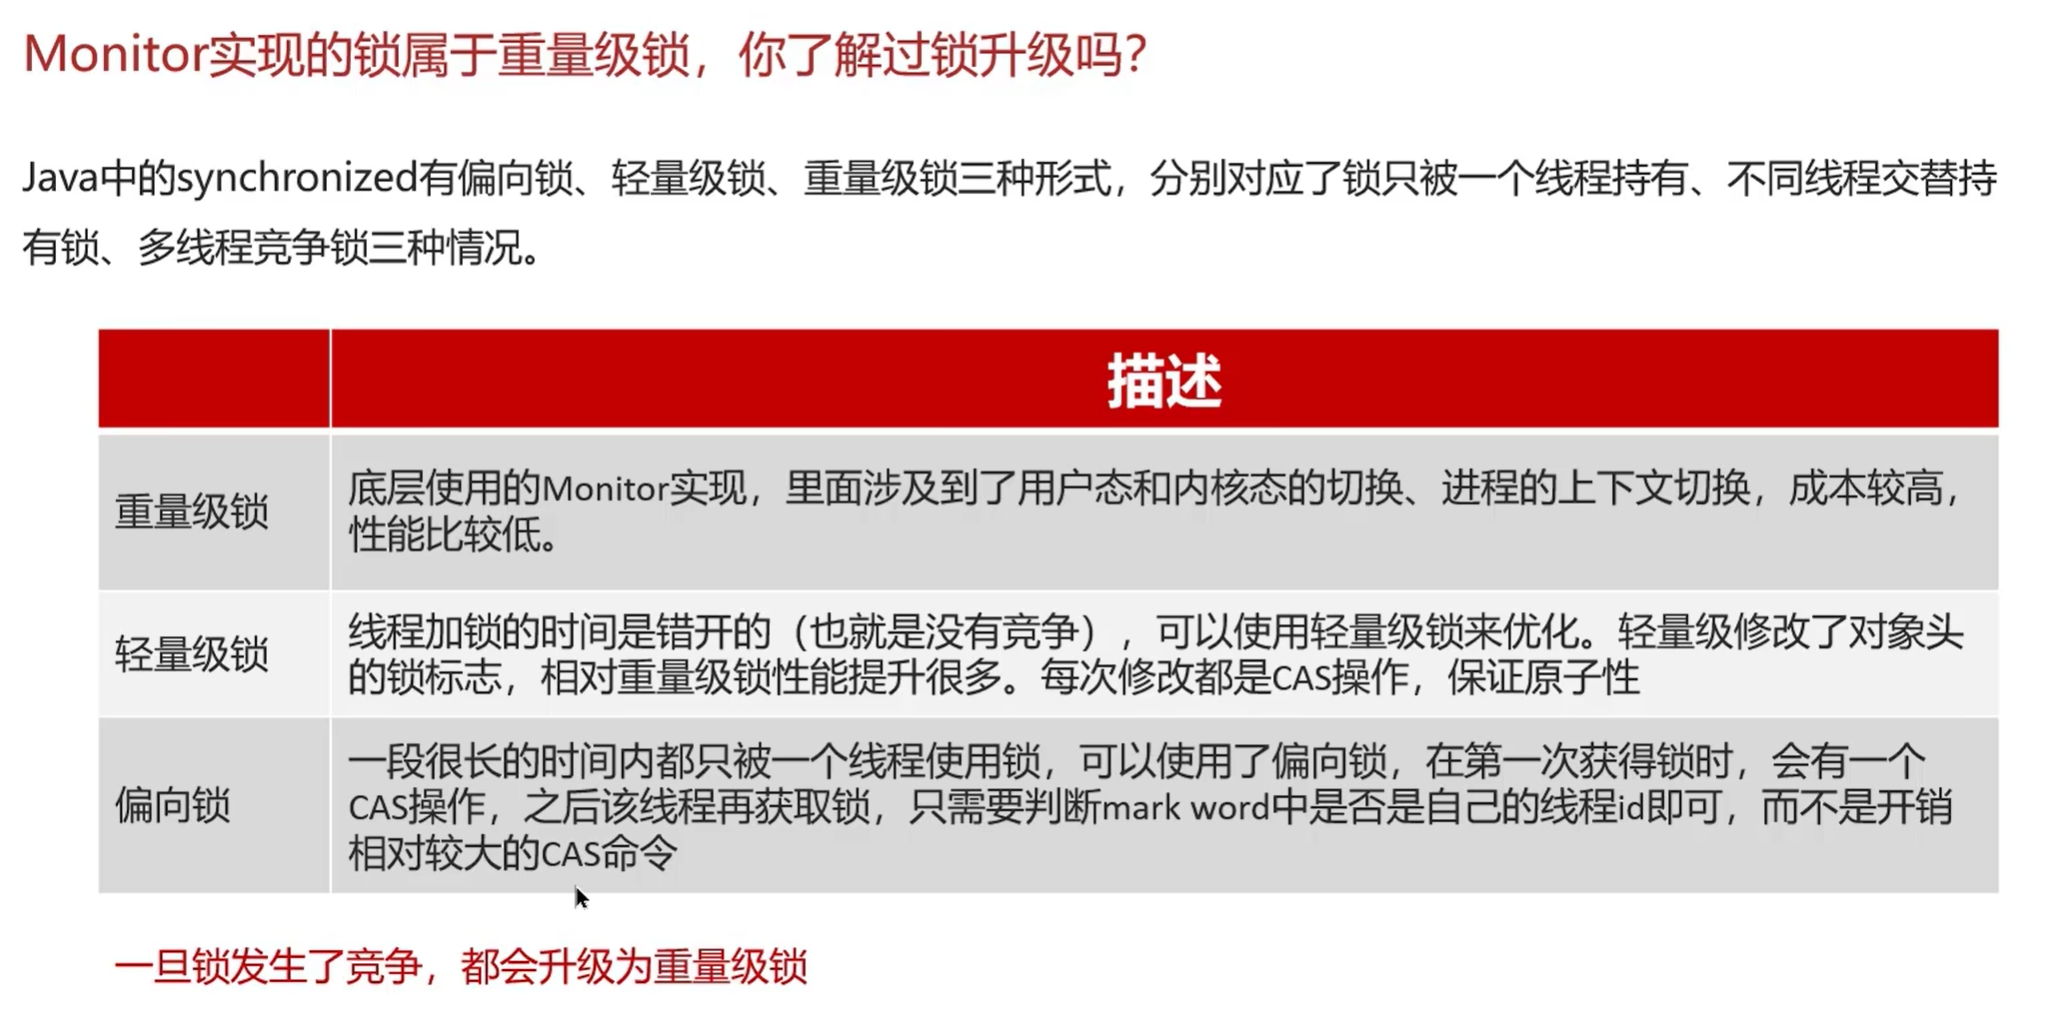 Monitor实现的锁属于重量级锁，你了解过锁升级吗？
Java中的synchronized有偏向锁、轻量级锁、重量级锁三种形式，分别对应了锁只被一个线程持有、不同线程交替持
有锁、多线程竞争锁三种情况。
描述
重量级锁
底层使用的Monitor实现，里面涉及到了用户态和内核态的切换、进程的上下文切换，成本较高，
性能比较低。
轻量级锁
线程加锁的时间是错开的（也就是没有竞争），可以使用轻量级锁来优化。轻量级修改了对象头
的锁标志，相对重量级锁性能提升很多。每次修改都是CAS操作，保证原子性
偏向锁
一段很长的时间内都只被一个线程使用锁，可以使用了偏向锁，在第一次获得锁时，会有一个
CAS操作，之后该线程再获取锁，只需要判断mark word中是否是自己的线程id即可，而不是开销
相对较大的CAS命令
一旦锁发生了竞争，都会升级为重量级锁